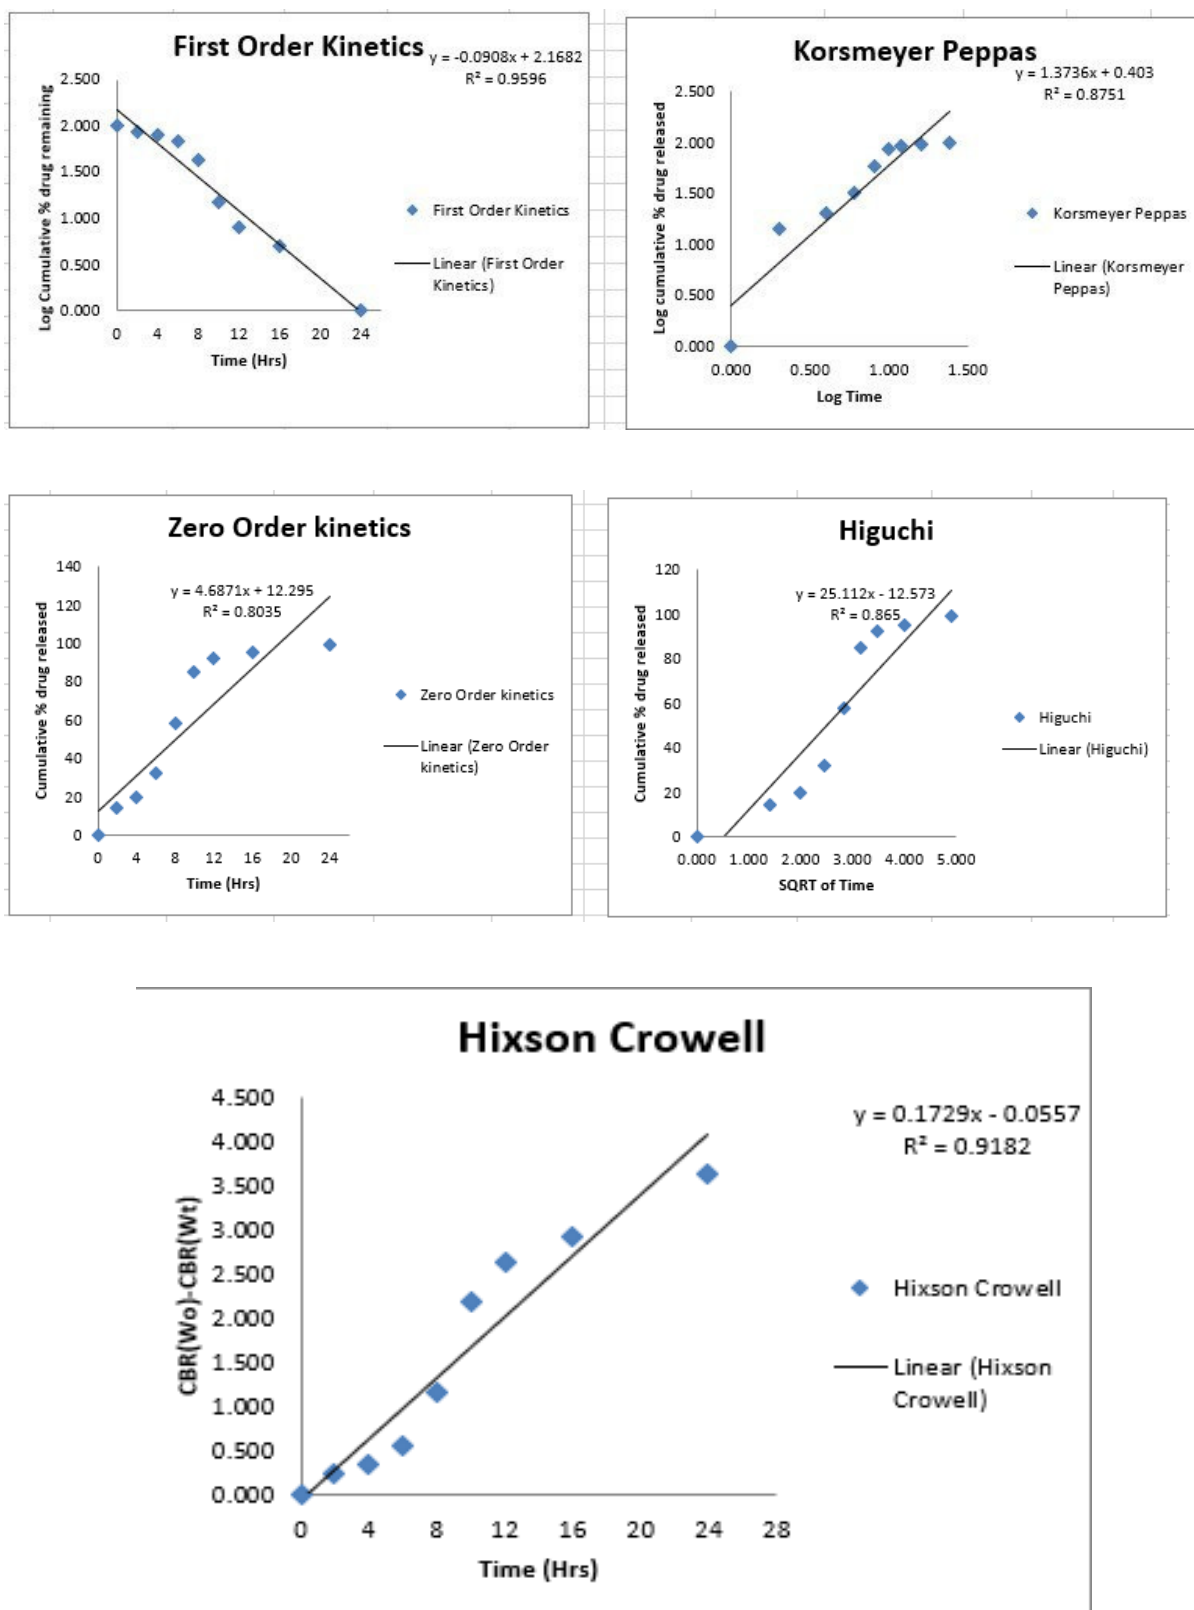 First Order Kinetics
y = -0.0908x + 2.1682
R² = 0.9596
Log Cumulative % drug remaining
2.500
2.000
1.500
1.000
0.500
0.000
0 4 8 12 16 20 24
Time (Hrs)
First Order Kinetics
Linear (First Order
Kinetics)
Korsmeyer Peppas
y = 1.3736x + 0.403
R² = 0.8751
Log cumulative % drug released
2.500
2.000
1.500
1.000
0.500
0.000
0.000 0.500 1.000 1.500
Log Time
Korsmeyer Peppas
Linear (Korsmeyer
Peppas)
Zero Order kinetics
y = 4.6871x + 12.295
R² = 0.8035
Cumulative % drug released
140
120
100
80
60
40
20
0
0 4 8 12 16 20 24
Time (Hrs)
Zero Order kinetics
Linear (Zero Order
kinetics)
Higuchi
y = 25.112x - 12.573
R² = 0.865
Cumulative % drug released
120
100
80
60
40
20
0
0.000 1.000 2.000 3.000 4.000 5.000
SQRT of Time
Higuchi
Linear (Higuchi)
Hixson Crowell
y = 0.1729x - 0.0557
R² = 0.9182
CBR(Wo)-CBR(Wt)
4.500
4.000
3.500
3.000
2.500
2.000
1.500
1.000
0.500
0.000
0 4 8 12 16 20 24 28
Time (Hrs)
Hixson Crowell
Linear (Hixson
Crowell)